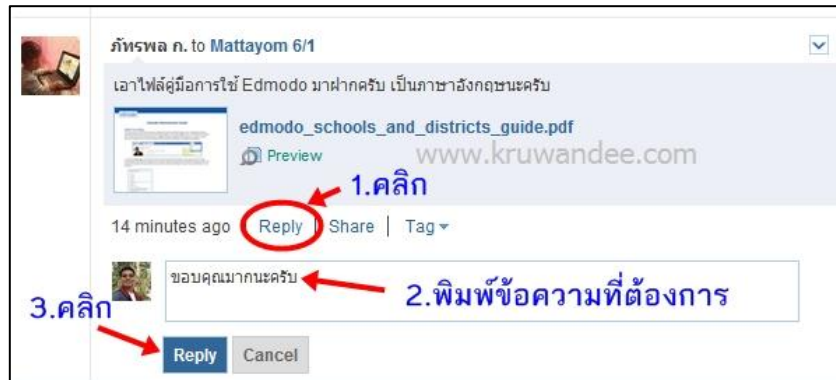 ภัทรพล ก. to Mattayom 6/1
เอาไฟล์คู่มือการใช้ Edmodo มาฝากครับ เป็นภาษาอังกฤษนะครับ
edmodo_schools_and_districts_guide.pdf
Preview
www.kruwandee.com
1.คลิก
14 minutes ago Reply | Share | Tag
ขอบคุณมากนะครับ
2.พิมพ์ข้อความที่ต้องการ
3.คลิก
Reply Cancel